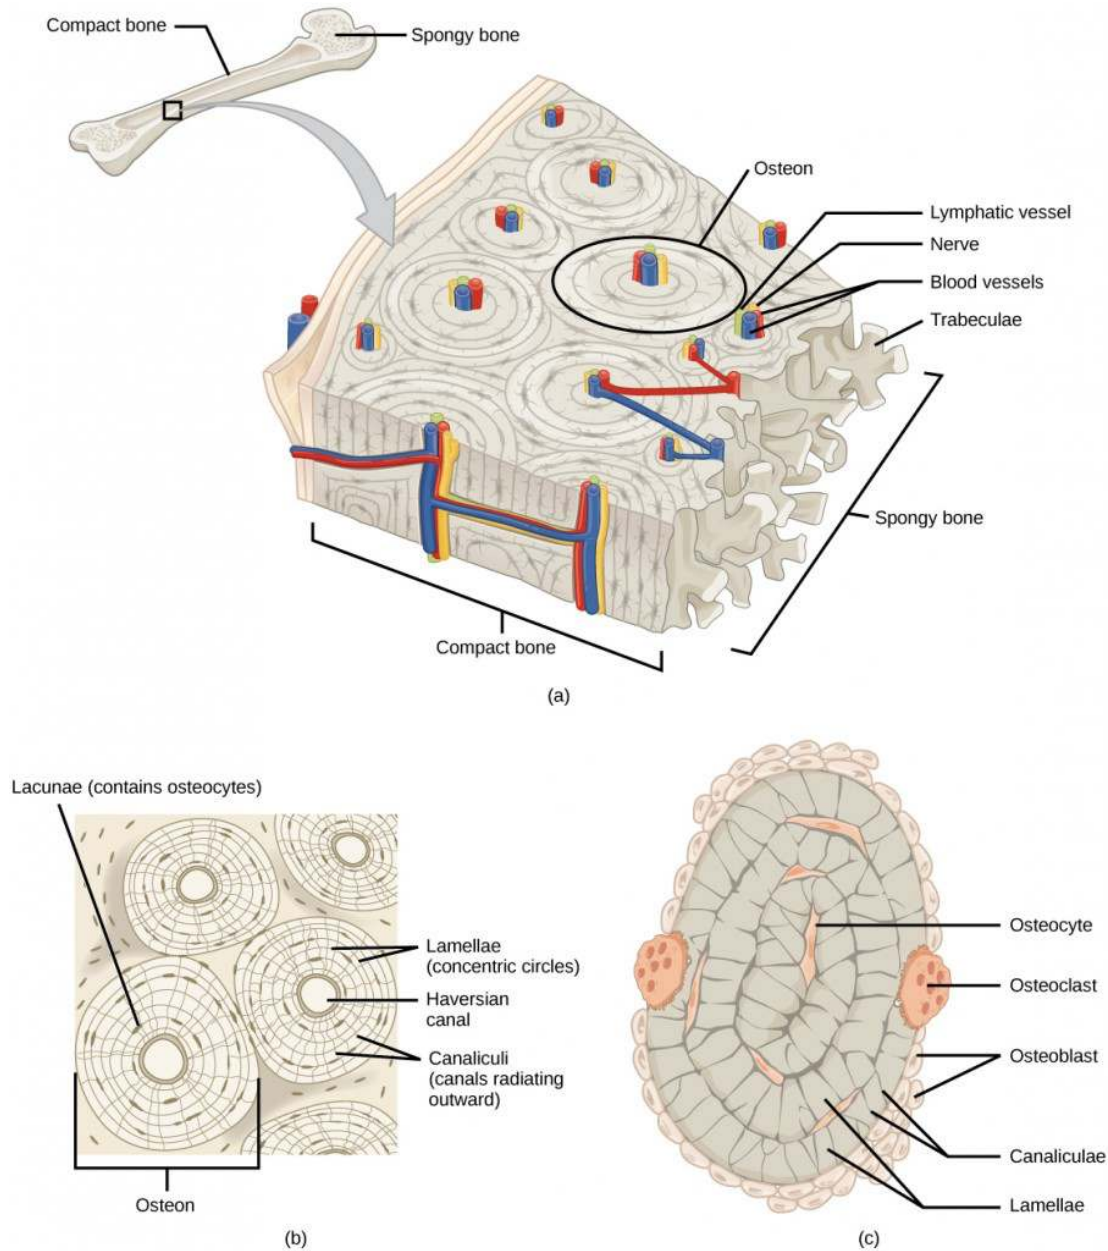 Compact bone
Spongy bone
Osteon
Lymphatic vessel
Nerve
Blood vessels
Trabeculae
Spongy bone
Compact bone
(a)
Lacunae (contains osteocytes)
Lamellae
(concentric circles)
Haversian
canal
Canaliculi
(canals radiating
outward)
Osteon
(b)
Osteocyte
Osteoclast
Osteoblast
Canaliculae
Lamellae
(c)